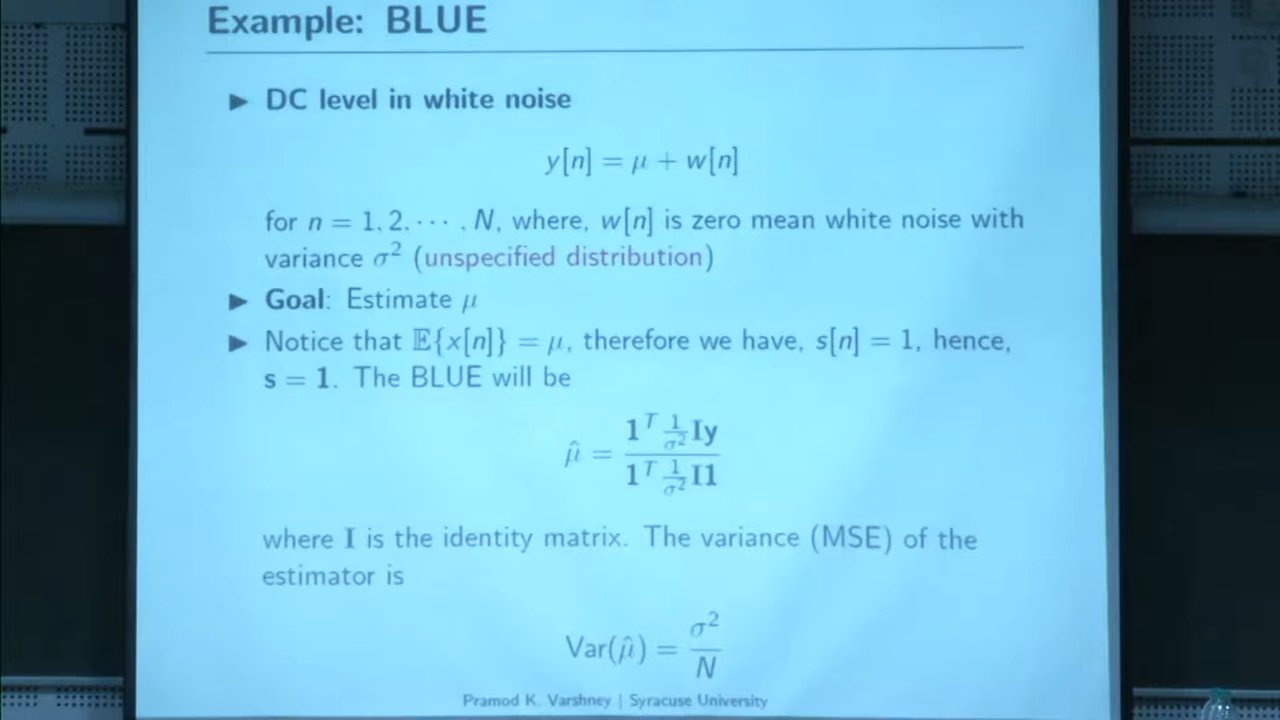 Example: BLUE
▶ DC level in white noise
y[n] = μ + w[n]
for n = 1, 2, ··· , N, where, w[n] is zero mean white noise with
variance σ² (unspecified distribution)
▶ Goal: Estimate μ
▶ Notice that 𝔼{x[n]} = μ, therefore we have, s[n] = 1, hence,
s = 1. The BLUE will be
μ̂ = (1ᵀ (1/σ²) I y) / (1ᵀ (1/σ²) I 1)
where I is the identity matrix. The variance (MSE) of the
estimator is
Var(μ̂) = σ²/N
Pramod K. Varshney | Syracuse University